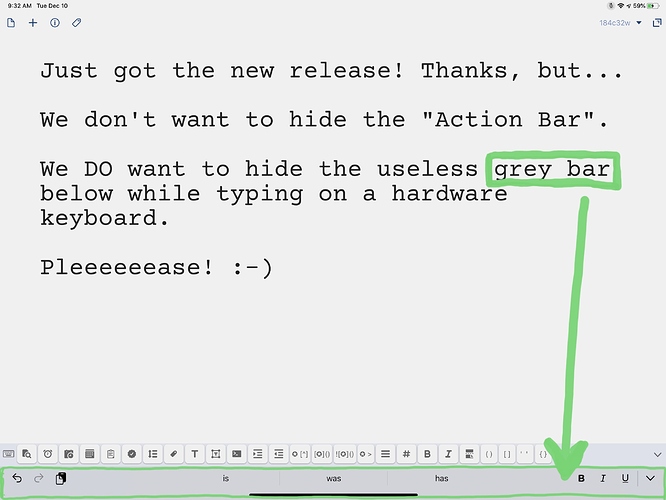 9:32 AM Tue Dec 10
59%
184c32w
Just got the new release! Thanks, but...
We don't want to hide the "Action Bar".
We DO want to hide the useless grey bar
below while typing on a hardware
keyboard.
Pleeeeeease! :-)
T T # B I ( ) [ ] ' ' { }
is was has B I U